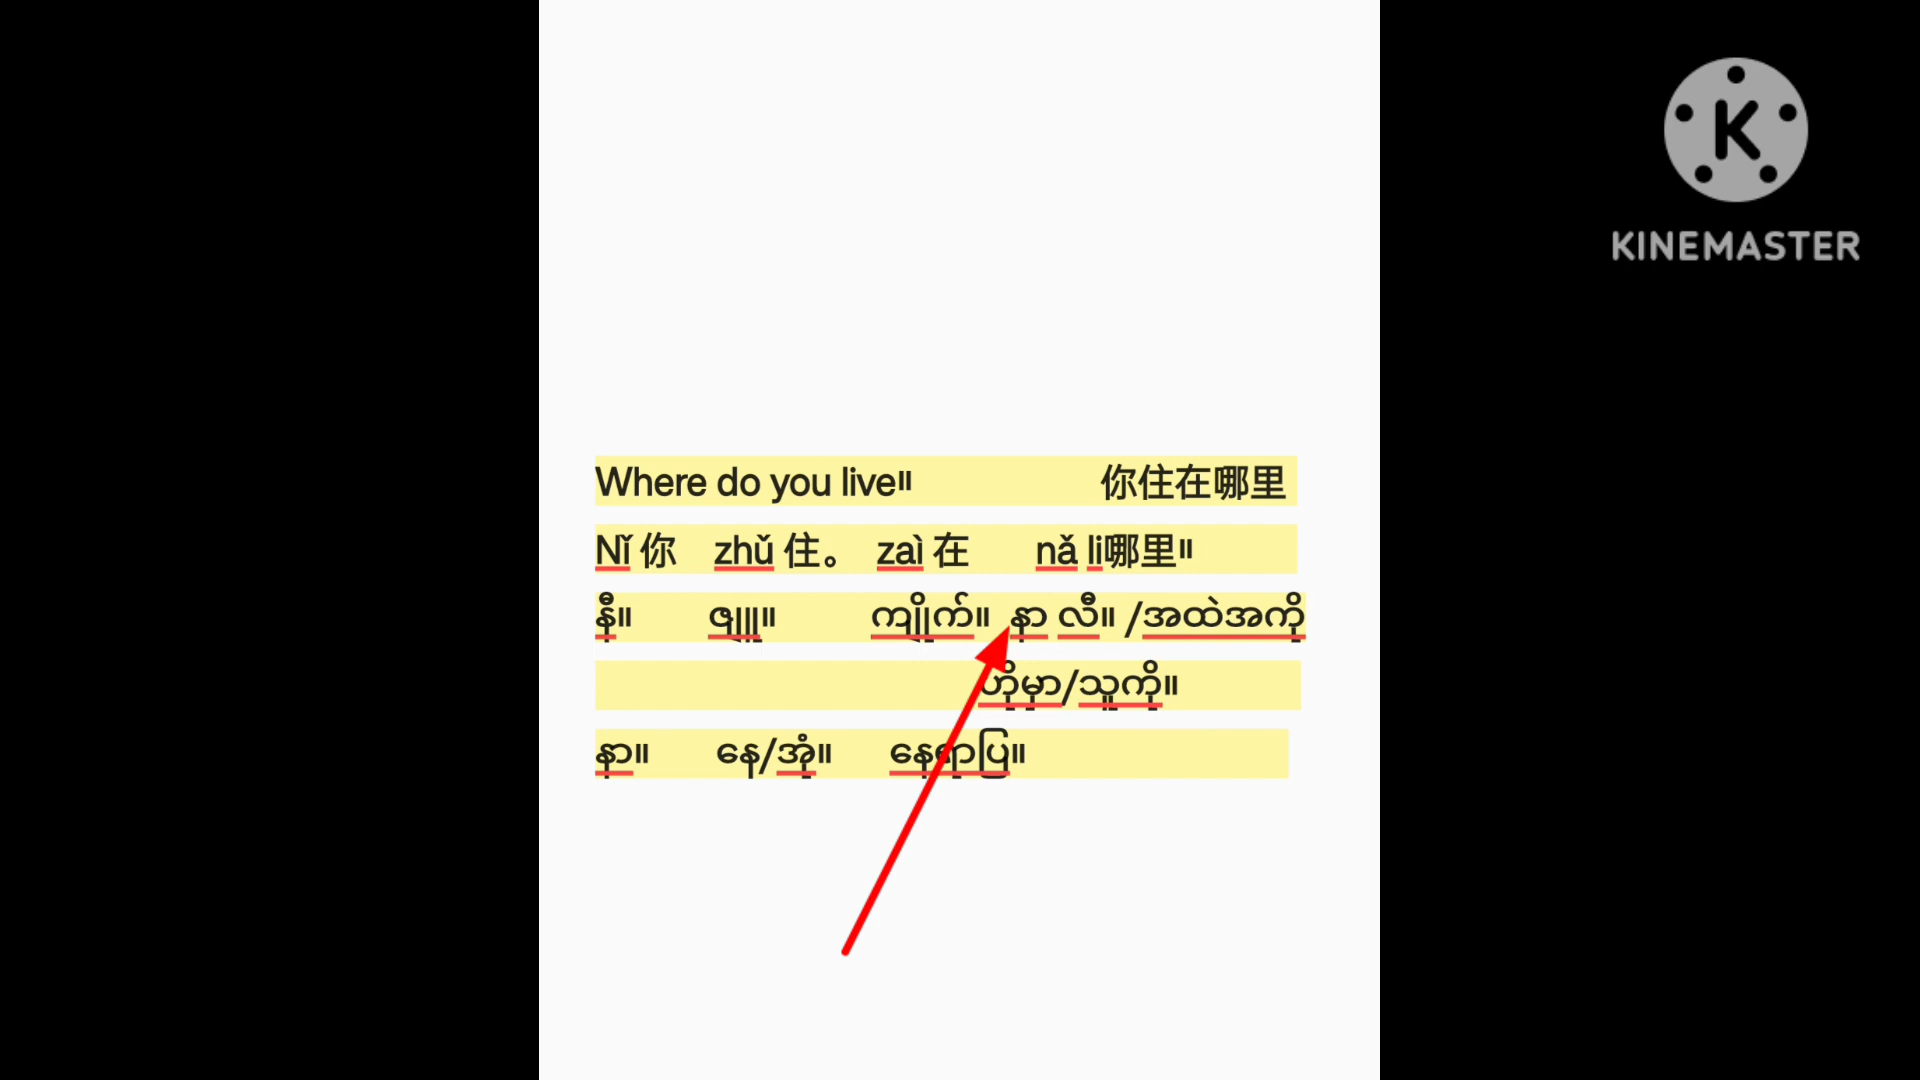 Where do you live။ 你住在哪里
Nǐ 你 zhǔ 住。 zaì 在 nǎ li哪里။
နီ။ ဇျူ။ ကျိုက်။ နာ လီ။ /အထဲအကို
ဟိုမှာ/သူကို။
နာ။ နေ/အုံ။ နေရာပြ။
KINEMASTER